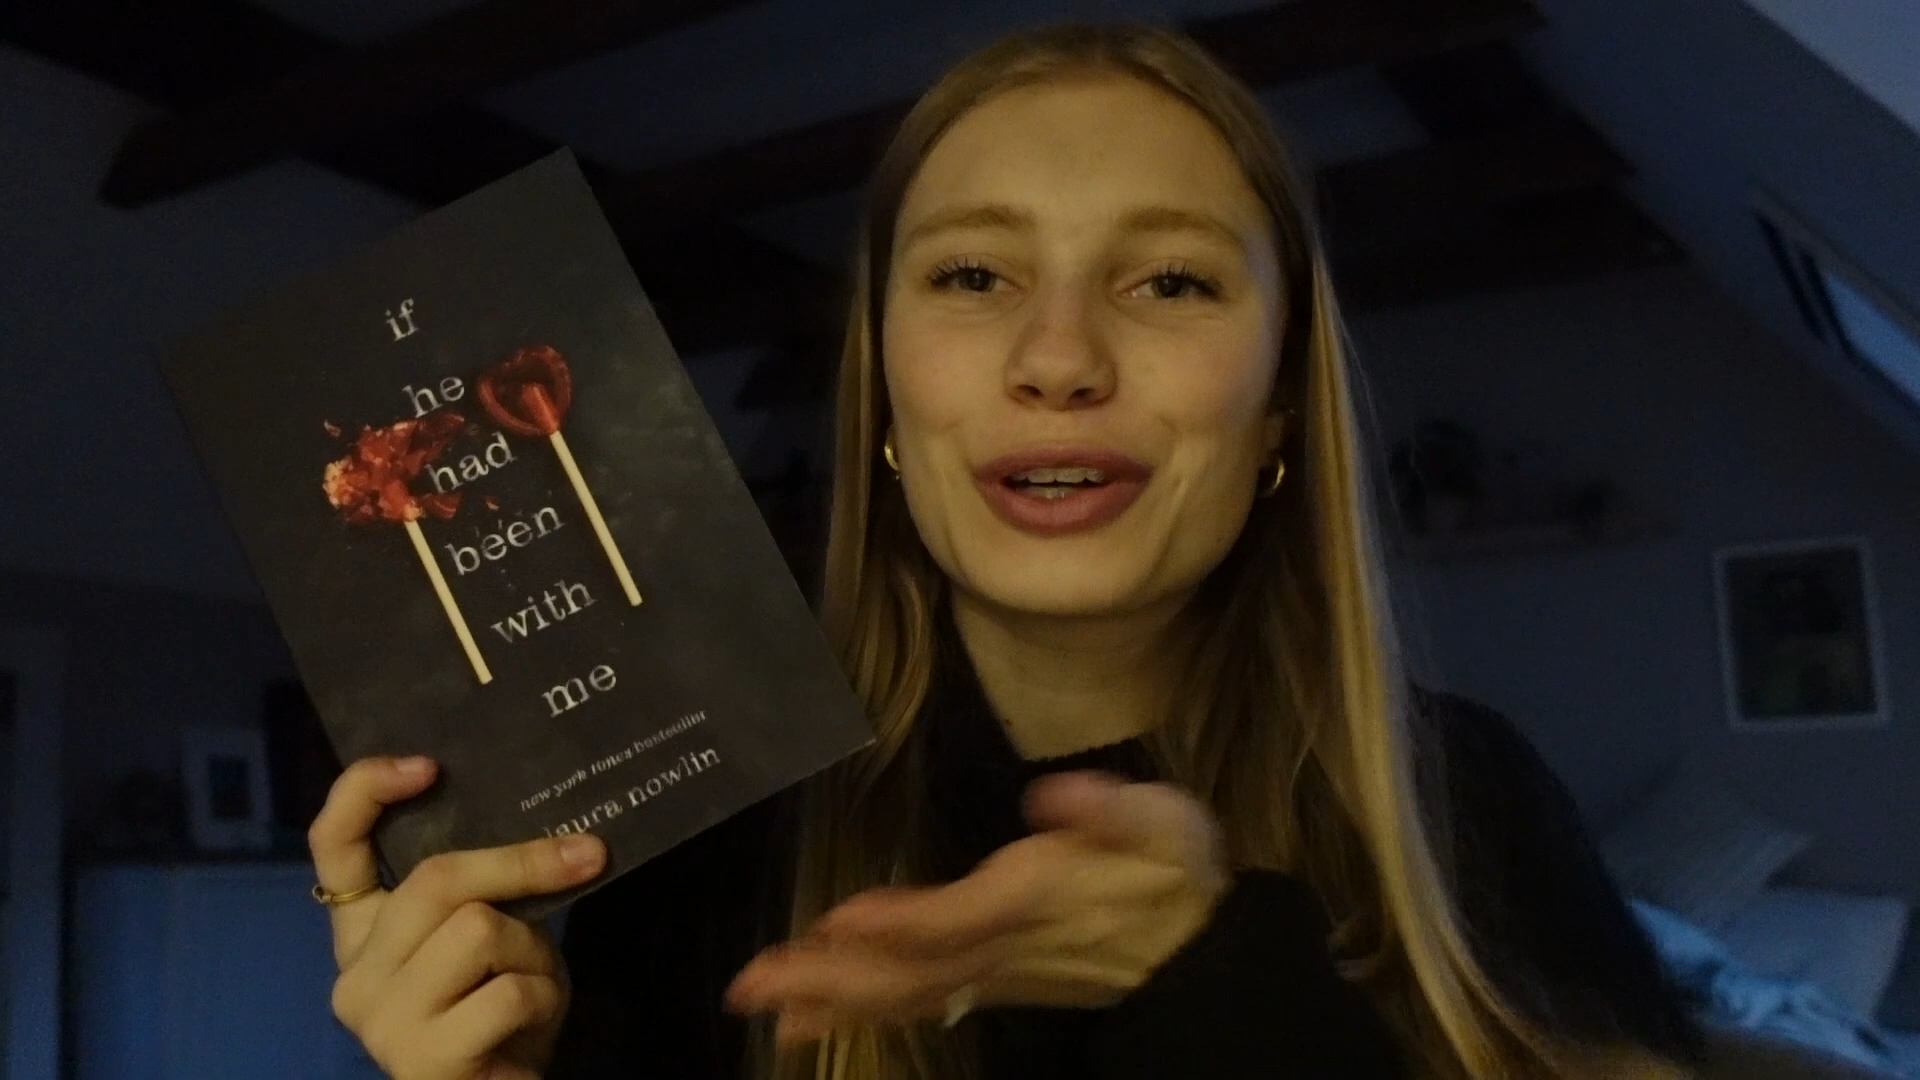 if
he
had
been
with
me
new york times bestseller
laura nowlin